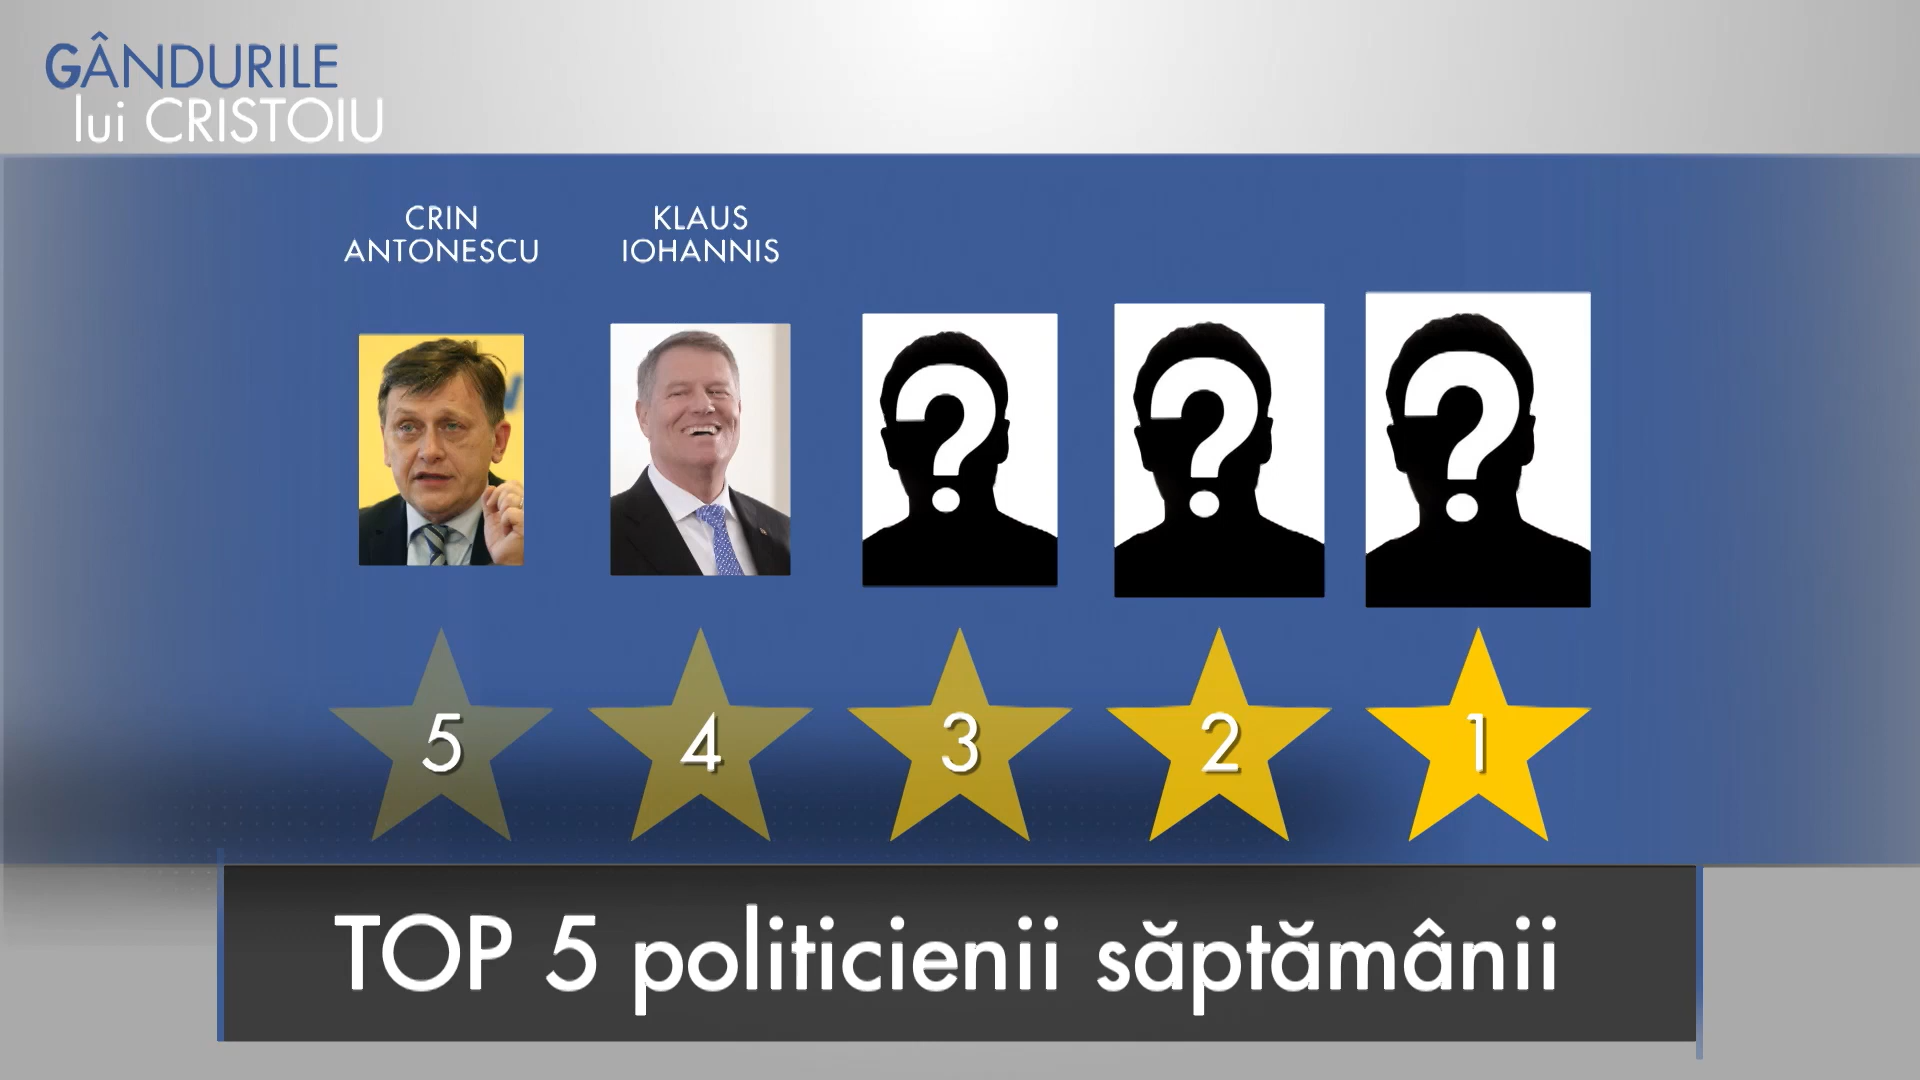 GÂNDURILE
lui CRISTOIU
CRIN
ANTONESCU
KLAUS
IOHANNIS
?
?
?
5
4
3
2
1
TOP 5 politicienii săptămânii